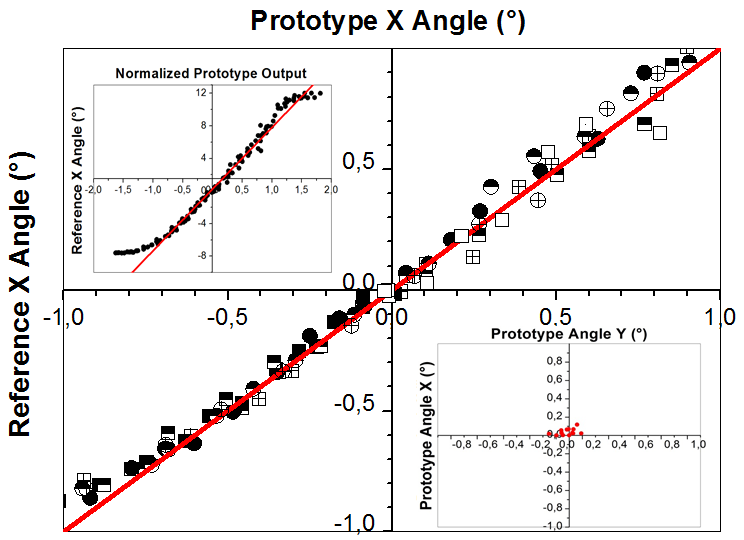 Prototype X Angle (°)
Reference X Angle (°)
Normalized Prototype Output
Reference X Angle (°)
12
8
4
-2,0 -1,5 -1,0 -0,5 0,0 0,5 1,0 1,5 2,0
-4
-8
0,5
0,0
-1,0 -0,5 0,0 0,5 1,0
-0,5
-1,0
Prototype Angle Y (°)
Prototype Angle X (°)
0,8
0,6
0,4
0,2
-0,8 -0,6 -0,4 -0,2 0,0 0,2 0,4 0,6 0,8 1,0
-0,2
-0,4
-0,6
-0,8
-1,0